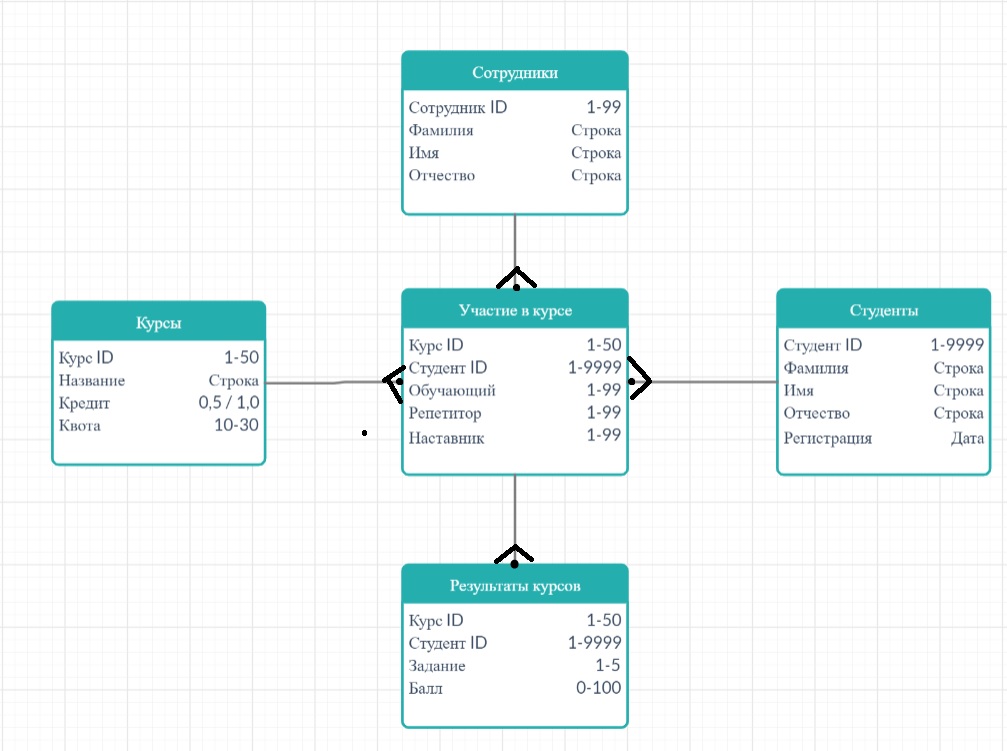 Сотрудники
Сотрудник ID 1-99
Фамилия Строка
Имя Строка
Отчество Строка
Курсы
Курс ID 1-50
Название Строка
Кредит 0,5 / 1,0
Квота 10-30
Участие в курсе
Курс ID 1-50
Студент ID 1-9999
Обучающий 1-99
Репетитор 1-99
Наставник 1-99
Студенты
Студент ID 1-9999
Фамилия Строка
Имя Строка
Отчество Строка
Регистрация Дата
Результаты курсов
Курс ID 1-50
Студент ID 1-9999
Задание 1-5
Балл 0-100